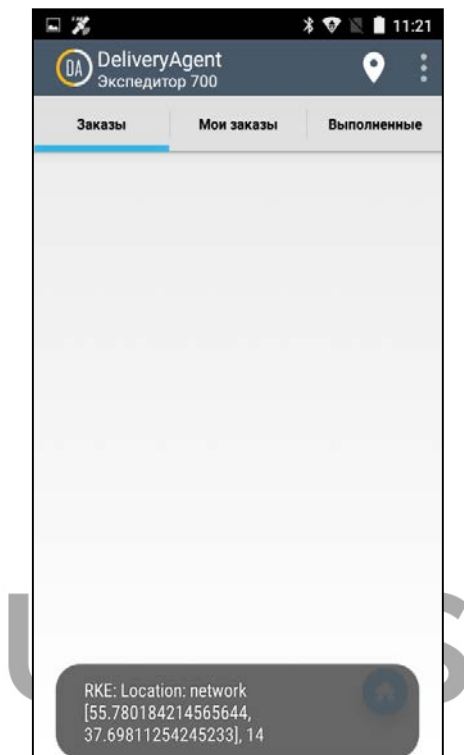 11:21
DA
DeliveryAgent
Экспедитор 700
Заказы
Мои заказы
Выполненные
RKE: Location: network
[55.780184214565644,
37.69811254245233], 14